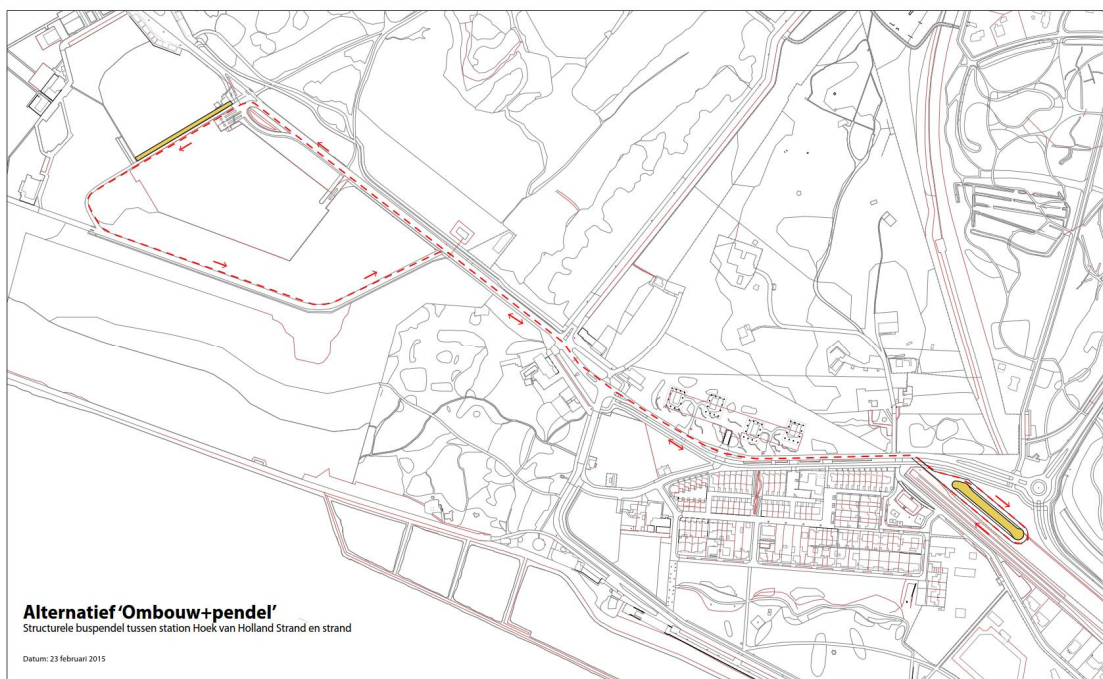 Alternatief ‘Ombouw+pendel’
Structurele buspendel tussen station Hoek van Holland Strand en strand
Datum: 23 februari 2015